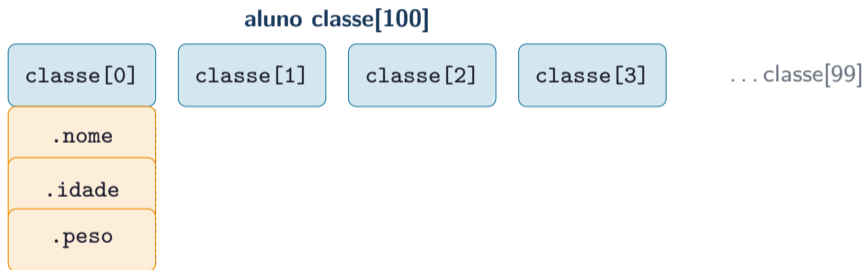 aluno classe[100]
classe[0] classe[1] classe[2] classe[3] ...classe[99]
.nome
.idade
.peso